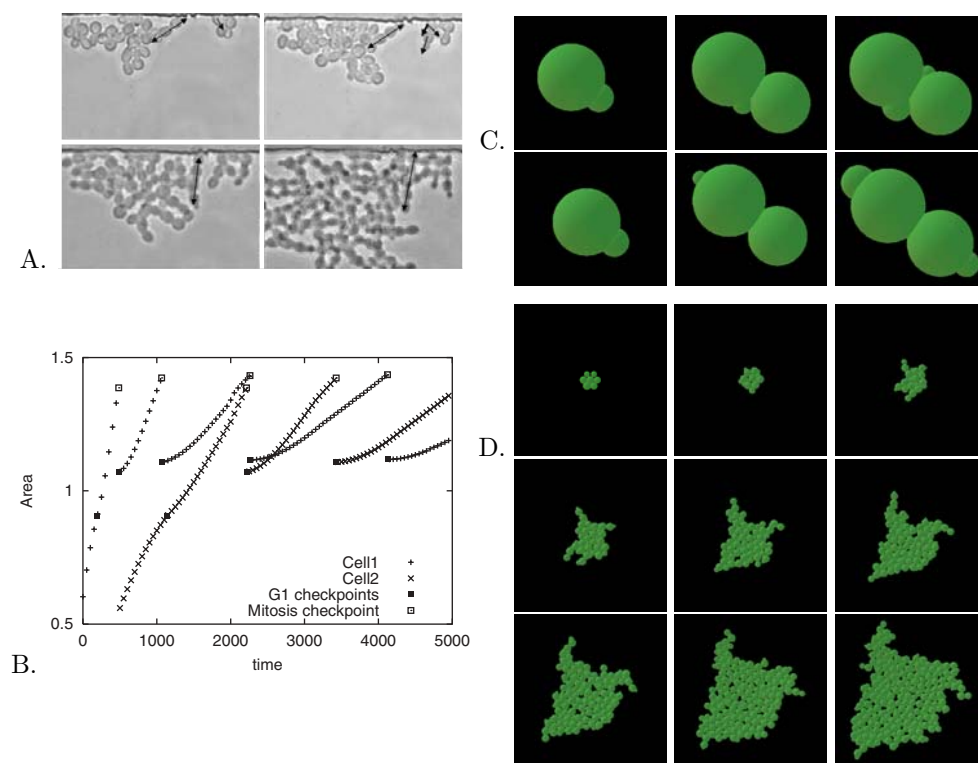 A.
B.
1.5
1
0.5
Area
0
1000
2000
3000
4000
5000
time
Cell1
Cell2
G1 checkpoints
Mitosis checkpoint
C.
D.